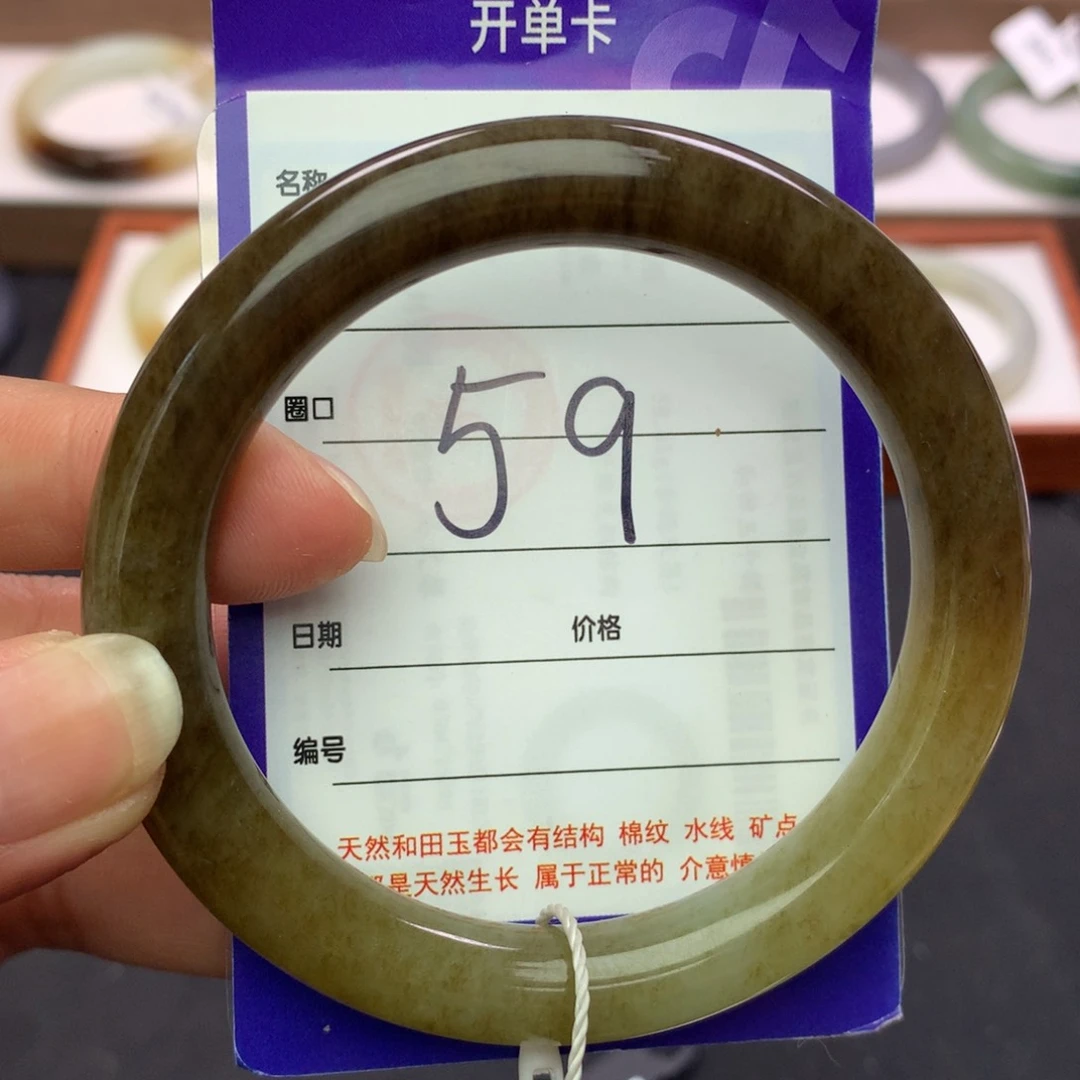 开单卡
名称
圈口 59
日期 价格
编号
天然和田玉都会有结构 棉纹 水线 矿点
是天然生长 属于正常的 介意慎